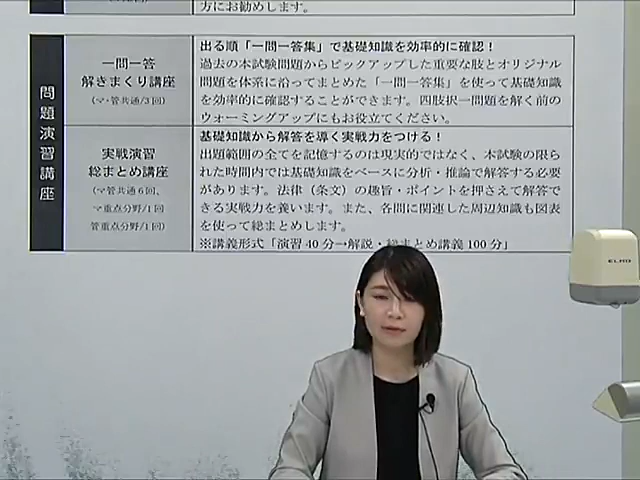 方にお勧めします。
問題演習講座
一問一答
解きまくり講座
(マ・管共通/3回)
出る順「一問一答集」で基礎知識を効率的に確認！
過去の本試験問題からピックアップした重要な肢とオリジナル
問題を体系に沿ってまとめた「一問一答集」を使って基礎知識
を効率的に確認することができます。四肢択一問題を解く前の
ウォーミングアップにもお役立てください。
実戦演習
総まとめ講座
(マ管共通6回、
マ重点分野/1回
管重点分野/1回)
基礎知識から解答を導く実戦力をつける！
出題範囲の全てを記憶するのは現実的ではなく、本試験の限ら
れた時間内では基礎知識をベースに分析・推論で解答する必要
があります。法律（条文）の趣旨・ポイントを押さえて解答で
きる実戦力を養います。また、各問に関連した周辺知識も図表
を使って総まとめします。
※講義形式「演習40分→解説・総まとめ講義100分」
ELMO